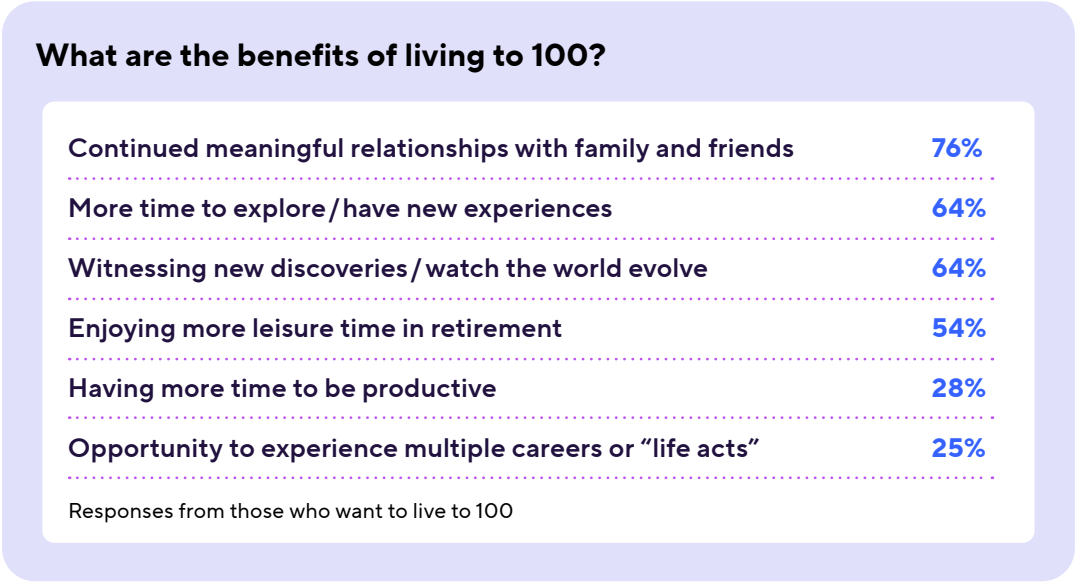 What are the benefits of living to 100?
Continued meaningful relationships with family and friends 76%
More time to explore/have new experiences 64%
Witnessing new discoveries/watch the world evolve 64%
Enjoying more leisure time in retirement 54%
Having more time to be productive 28%
Opportunity to experience multiple careers or “life acts” 25%
Responses from those who want to live to 100